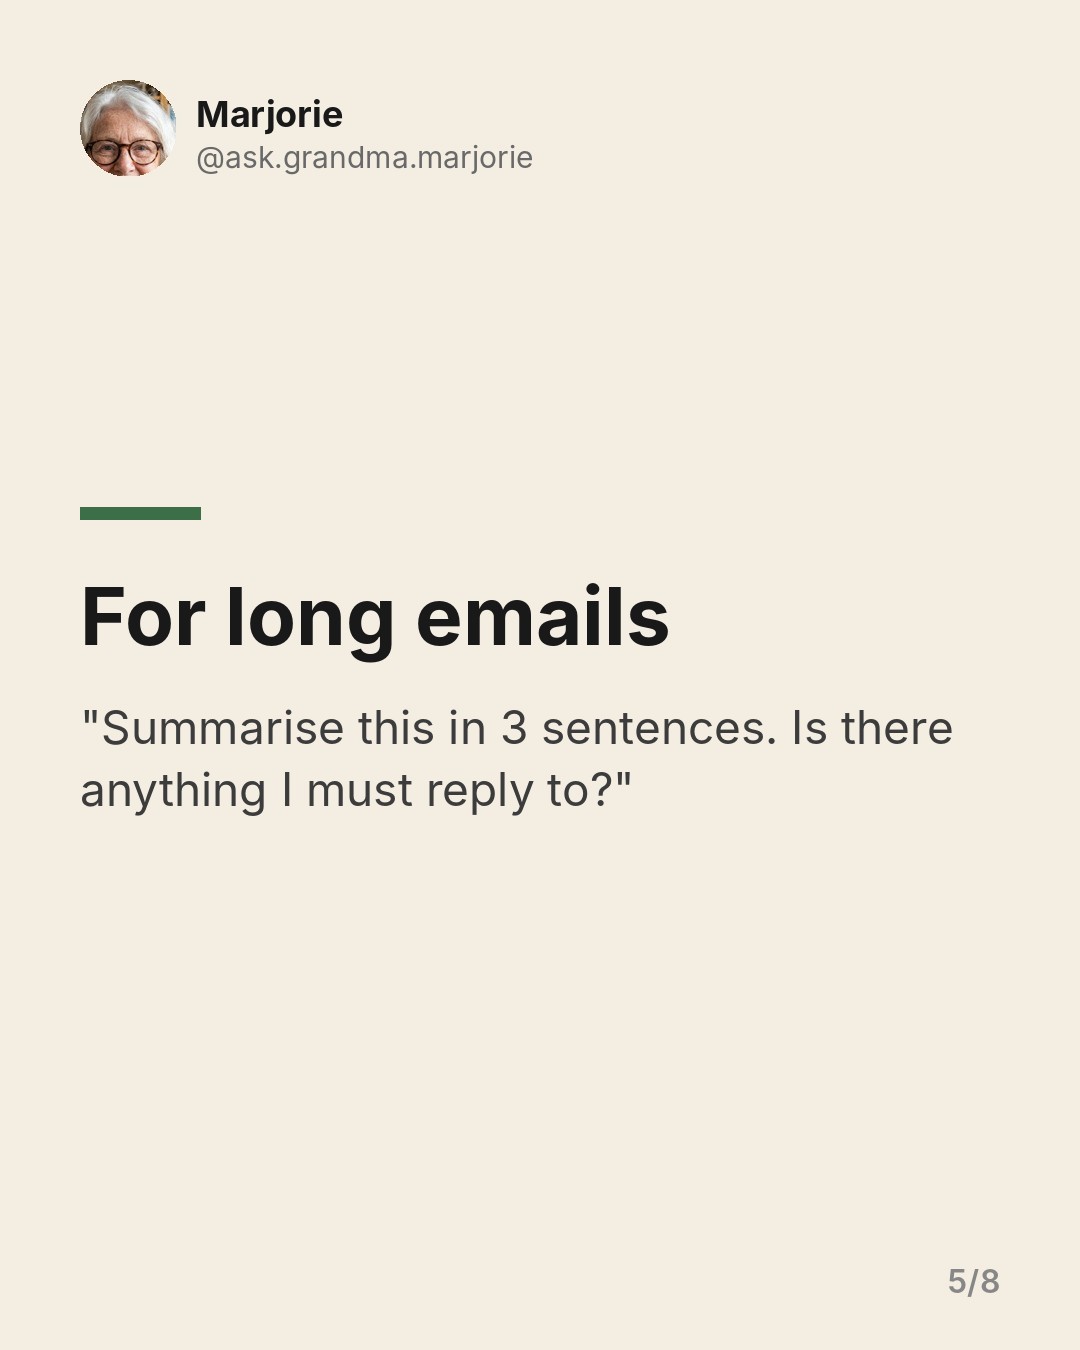 Marjorie
@ask.grandma.marjorie
For long emails
"Summarise this in 3 sentences. Is there
anything I must reply to?"
5/8